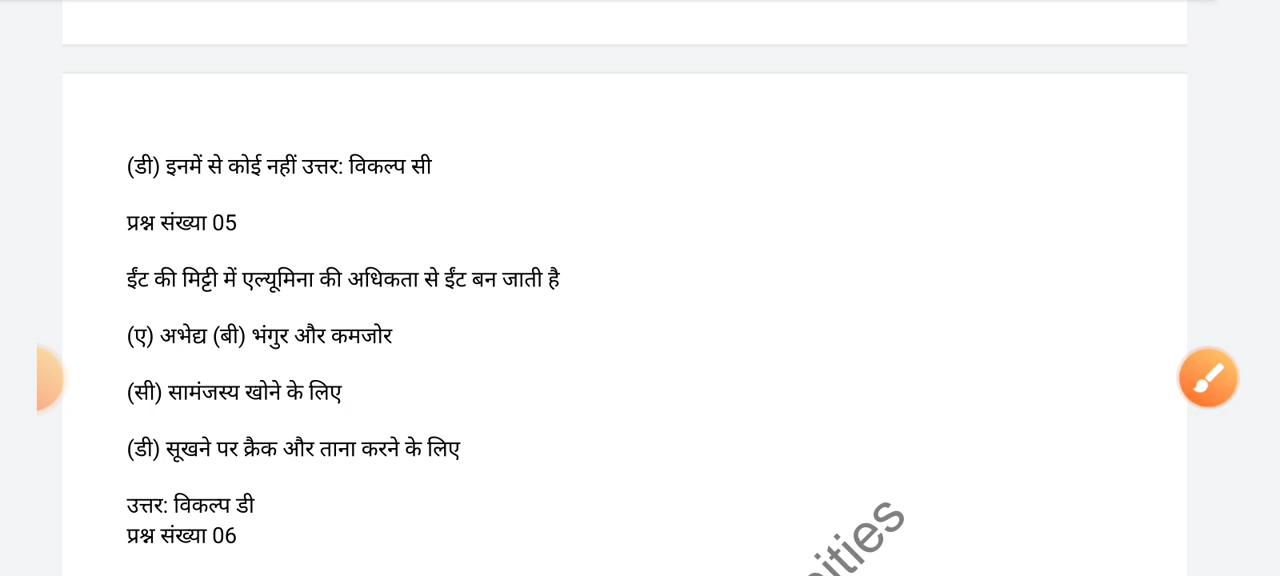 (डी) इनमें से कोई नहीं उत्तर: विकल्प सी
प्रश्न संख्या 05
ईंट की मिट्टी में एल्यूमिना की अधिकता से ईंट बन जाती है
(ए) अभेद्य (बी) भंगुर और कमजोर
(सी) सामंजस्य खोने के लिए
(डी) सूखने पर क्रैक और ताना करने के लिए
उत्तर: विकल्प डी
प्रश्न संख्या 06